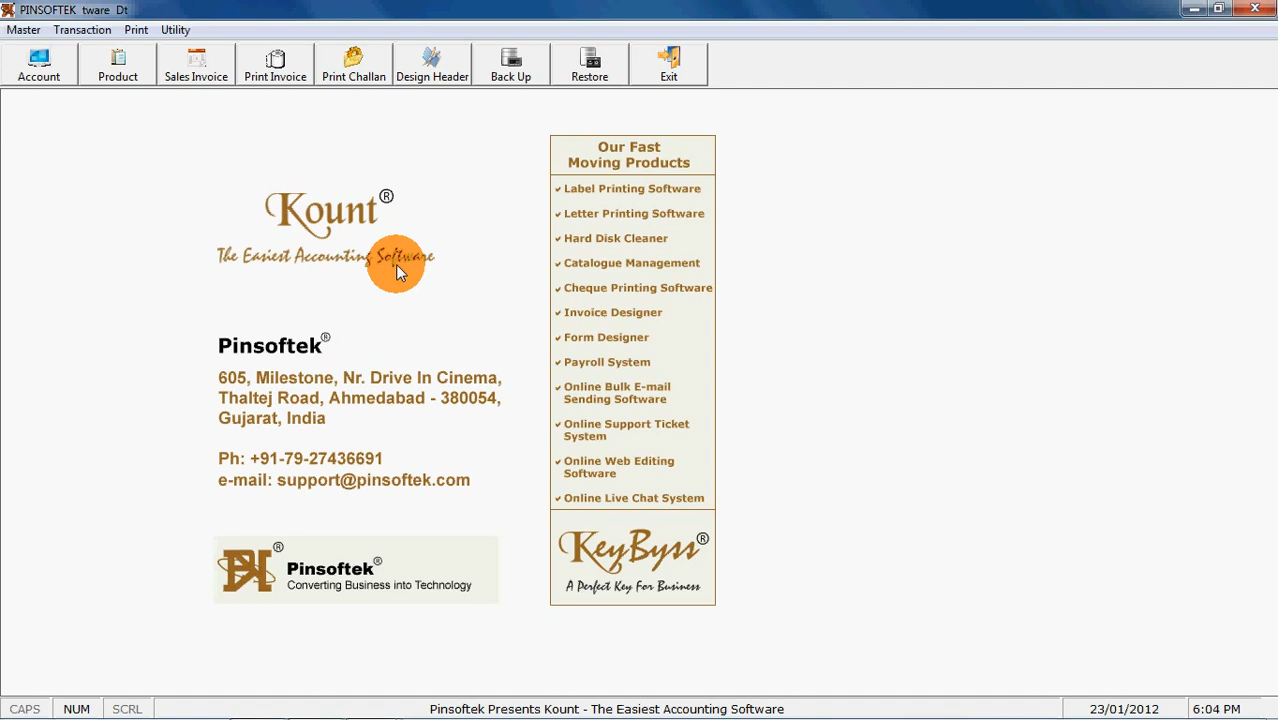 PINSOFTEK tware Dt
Master Transaction Print Utility
Account Product Sales Invoice Print Invoice Print Challan Design Header Back Up Restore Exit
Kount®
The Easiest Accounting Software
Pinsoftek®
605, Milestone, Nr. Drive In Cinema,
Thaltej Road, Ahmedabad - 380054,
Gujarat, India
Ph: +91-79-27436691
e-mail: support@pinsoftek.com
Pinsoftek®
Converting Business into Technology
Our Fast
Moving Products
Label Printing Software
Letter Printing Software
Hard Disk Cleaner
Catalogue Management
Cheque Printing Software
Invoice Designer
Form Designer
Payroll System
Online Bulk E-mail
Sending Software
Online Support Ticket
System
Online Web Editing
Software
Online Live Chat System
KeyByss®
A Perfect Key For Business
CAPS NUM SCRL Pinsoftek Presents Kount - The Easiest Accounting Software 23/01/2012 6:04 PM